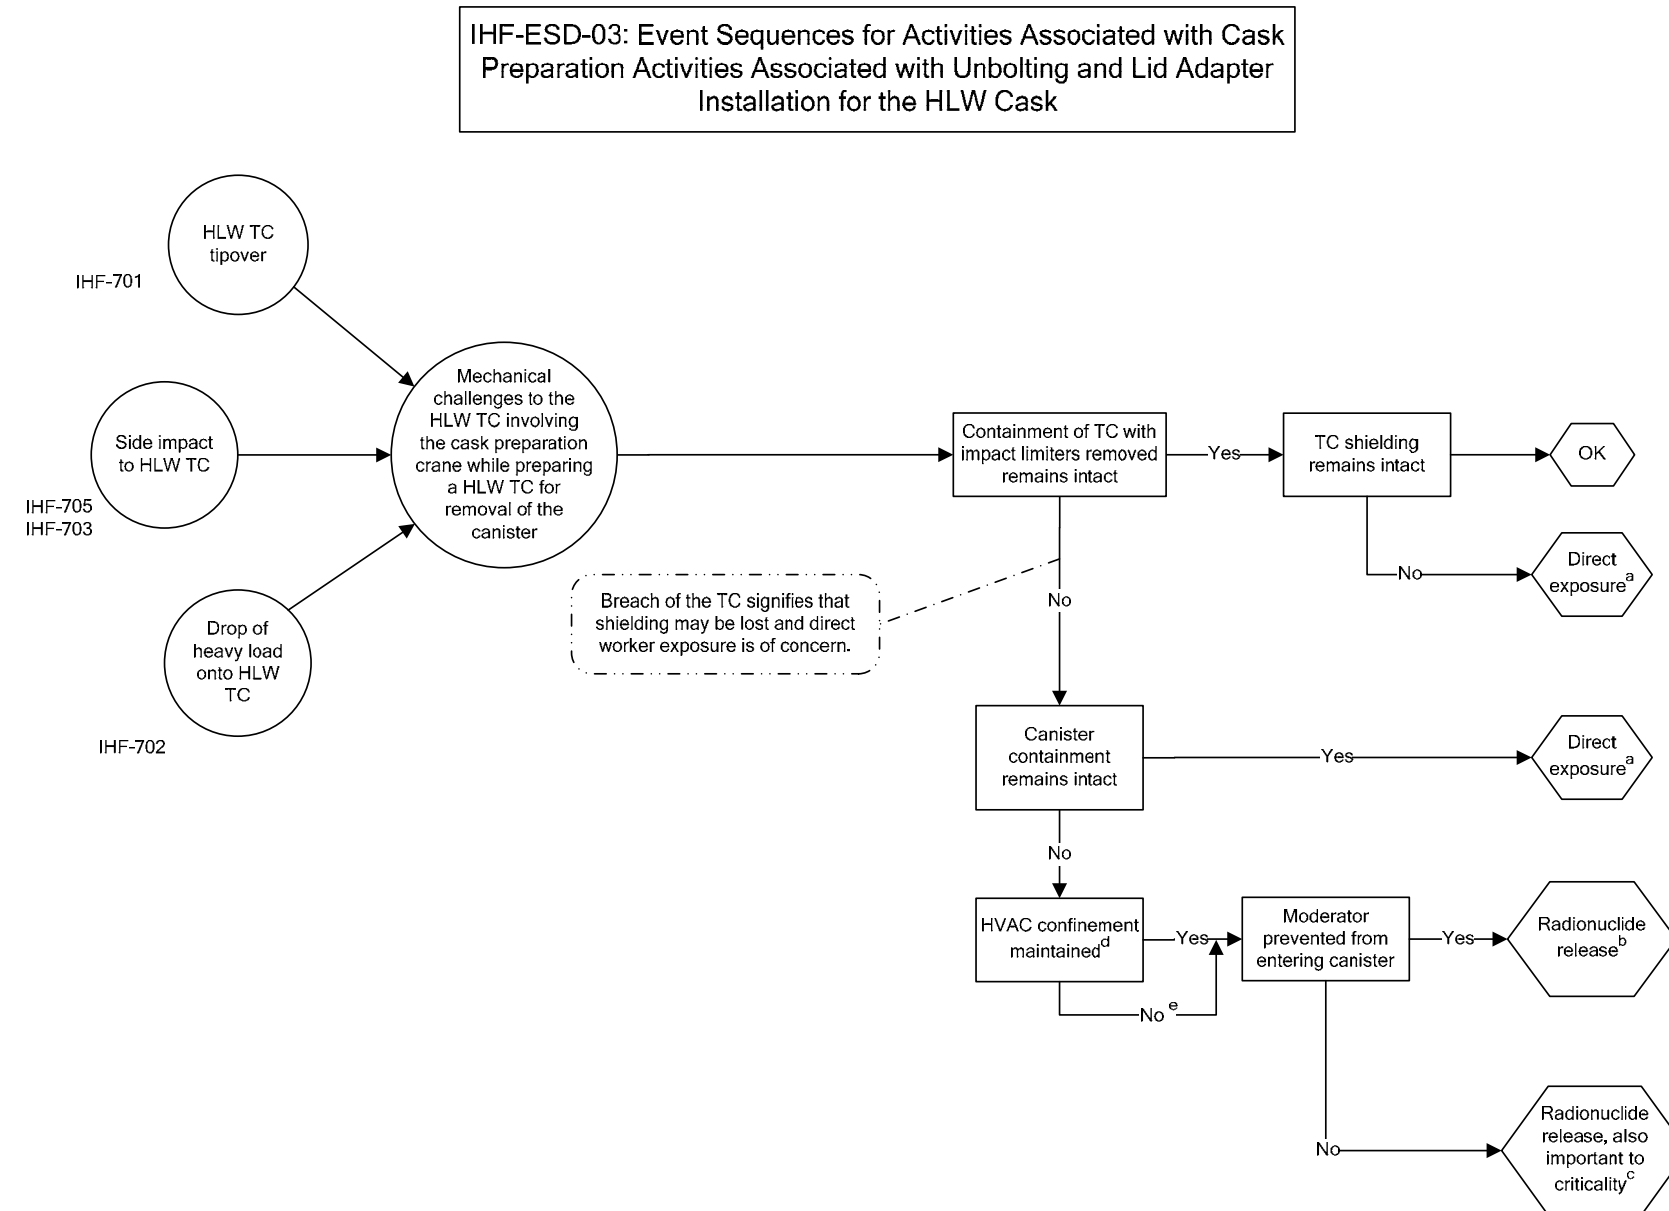 IHF-ESD-03: Event Sequences for Activities Associated with Cask
Preparation Activities Associated with Unbolting and Lid Adapter
Installation for the HLW Cask
HLW TC
tipover
IHF-701
Side impact
to HLW TC
IHF-705
IHF-703
Drop of
heavy load
onto HLW
TC
IHF-702
Mechanical
challenges to the
HLW TC involving
the cask preparation
crane while preparing
a HLW TC for
removal of the
canister
Containment of TC with
impact limiters removed
remains intact
Yes
TC shielding
remains intact
OK
No
Direct
exposureª
Breach of the TC signifies that
shielding may be lost and direct
worker exposure is of concern.
No
Canister
containment
remains intact
Yes
Direct
exposureª
No
HVAC confinement
maintainedᵈ
Yes
Noᵉ
Moderator
prevented from
entering canister
Yes
Radionuclide
releaseᵇ
No
Radionuclide
release, also
important to
criticalityᶜ